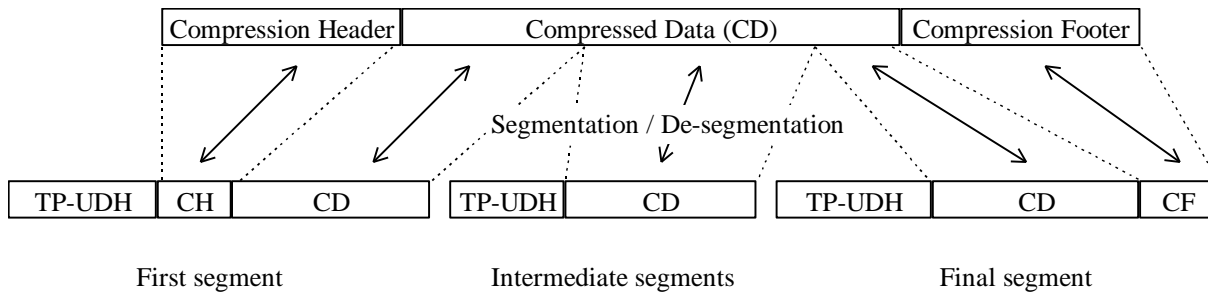 Compression Header Compressed Data (CD) Compression Footer
Segmentation / De-segmentation
TP-UDH CH CD TP-UDH CD TP-UDH CD CF
First segment Intermediate segments Final segment